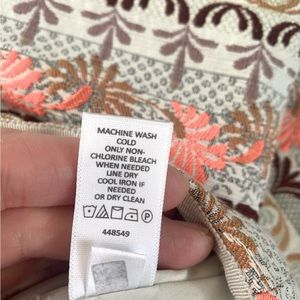 MACHINE WASH
COLD
ONLY NON-
CHLORINE BLEACH
WHEN NEEDED
LINE DRY
COOL IRON IF
NEEDED
OR DRY CLEAN
P
448549